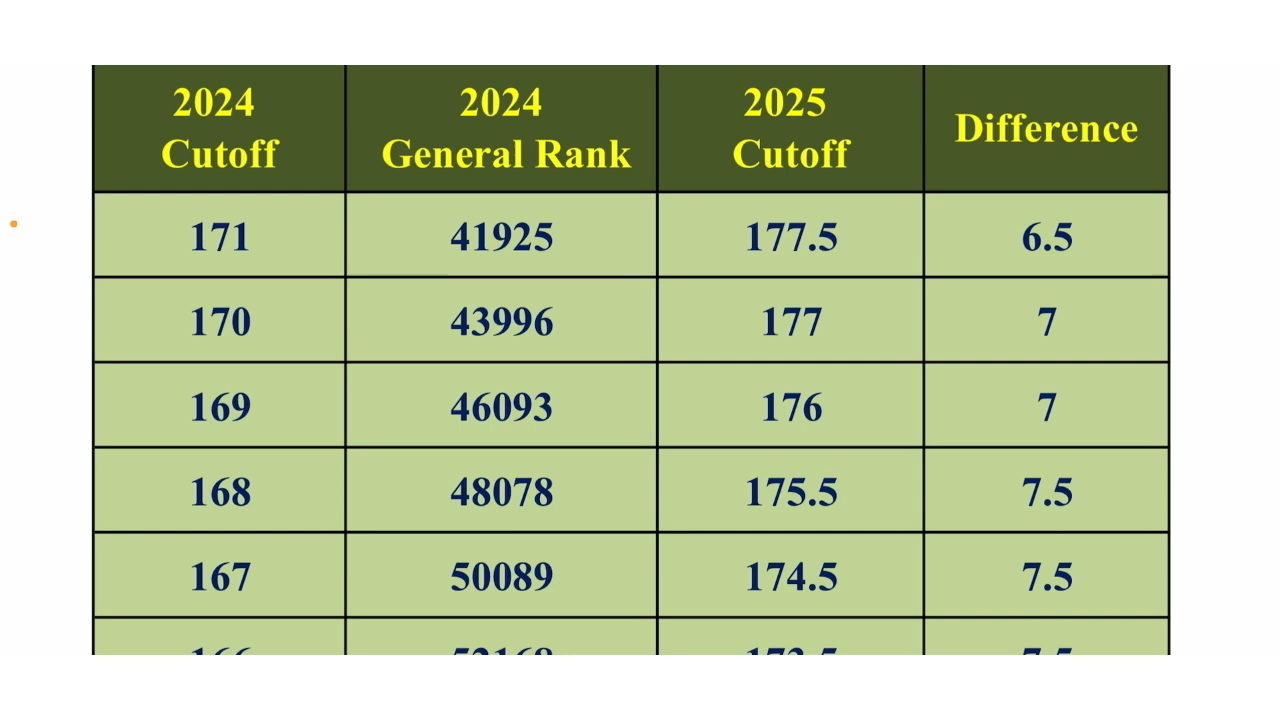 2024 Cutoff 2024 General Rank 2025 Cutoff Difference
171 41925 177.5 6.5
170 43996 177 7
169 46093 176 7
168 48078 175.5 7.5
167 50089 174.5 7.5